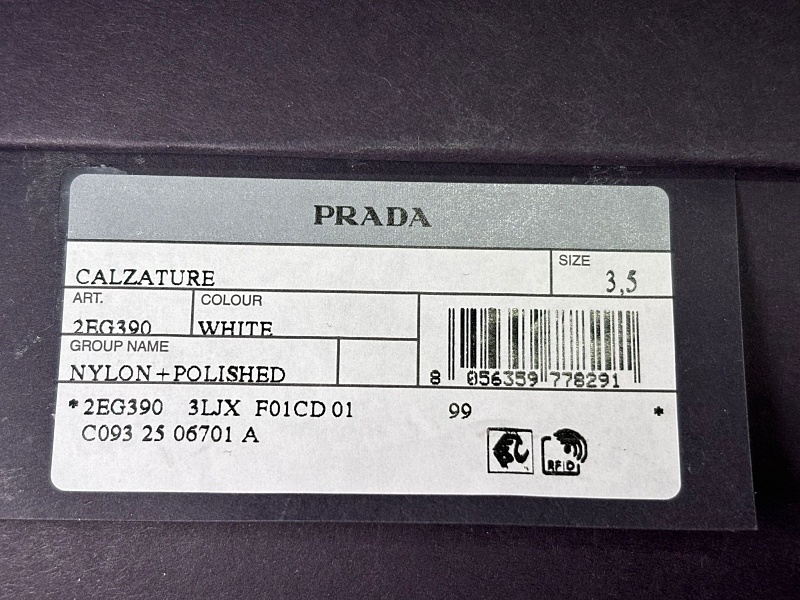 PRADA
CALZATURE
SIZE
3,5
ART.
2EG390
COLOUR
WHITE
GROUP NAME
NYLON+POLISHED
8 056359 778291
*2EG390 3LJX F01CD 01 99 *
C093 25 06701 A
RFID